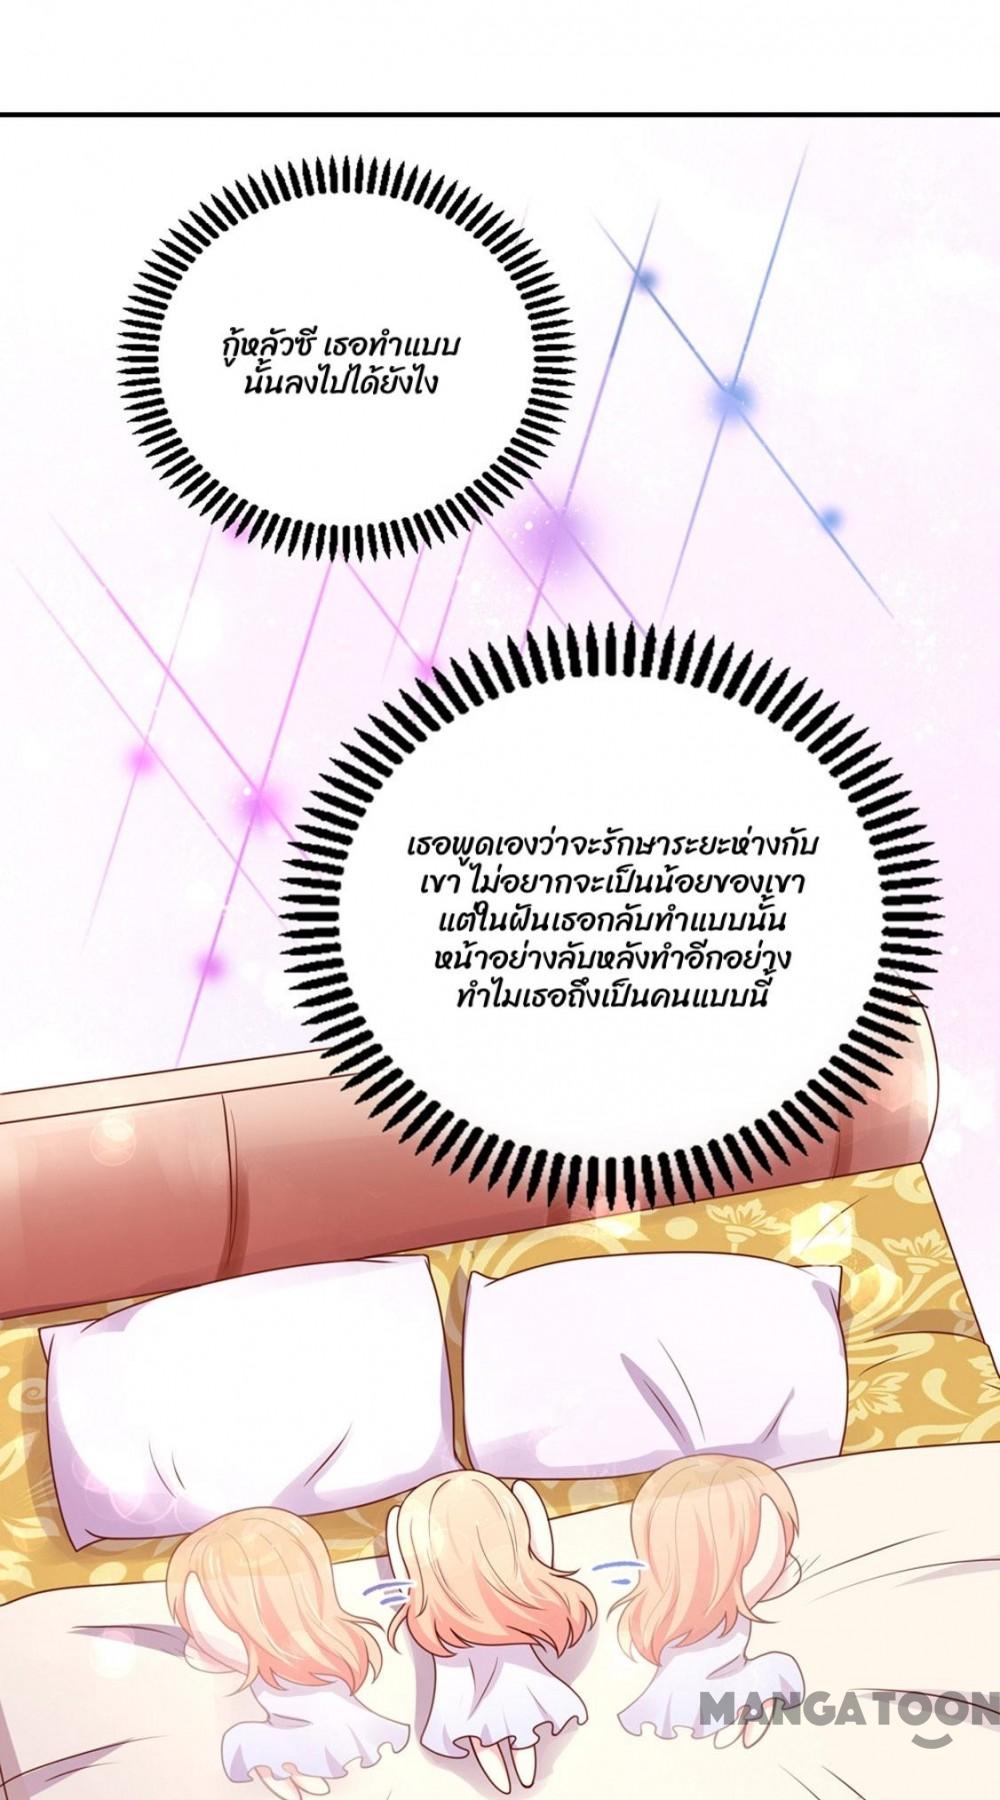 กู้หลัวซี เธอทำแบบ
นั้นลงไปได้ยังไง
เธอพูดเองว่าจะรักษาระยะห่างกับ
เขา ไม่อยากจะเป็นน้อยของเขา
แต่ในฝันเธอกลับทำแบบนั้น
หน้าอย่างลับหลังทำอีกอย่าง
ทำไมเธอถึงเป็นคนแบบนี้
MANGATOON